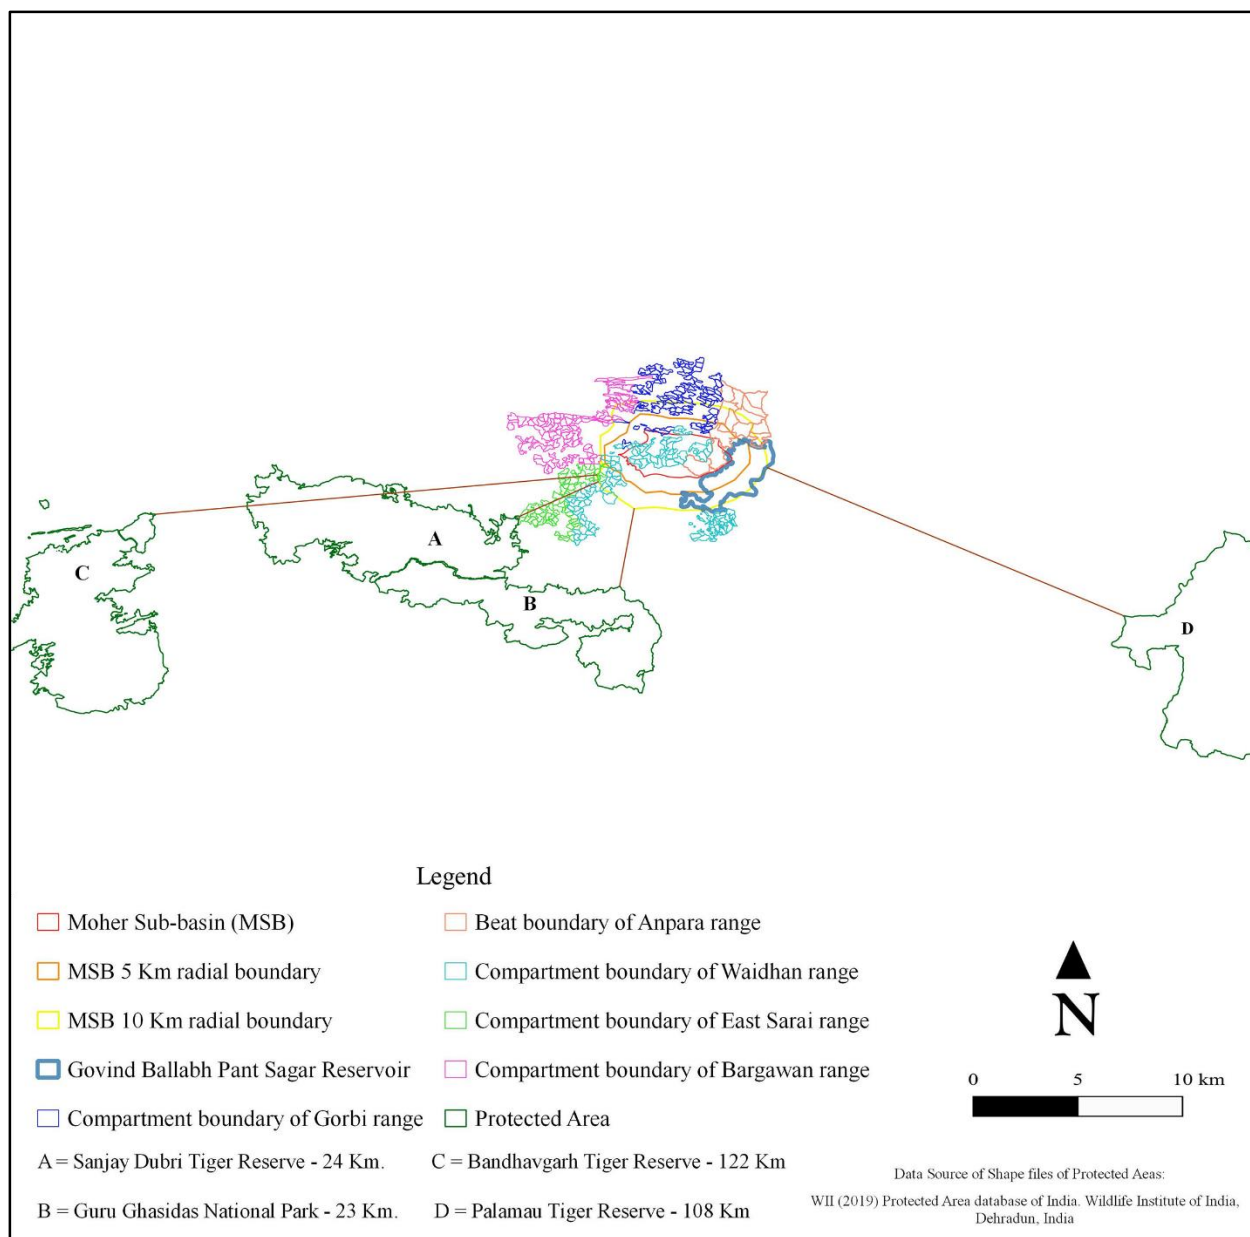 A
C
B
D
Legend
Moher Sub-basin (MSB)
Beat boundary of Anpara range
MSB 5 Km radial boundary
Compartment boundary of Waidhan range
MSB 10 Km radial boundary
Compartment boundary of East Sarai range
Govind Ballabh Pant Sagar Reservoir
Compartment boundary of Bargawan range
Compartment boundary of Gorbi range
Protected Area
A = Sanjay Dubri Tiger Reserve - 24 Km.
C = Bandhavgarh Tiger Reserve - 122 Km
B = Guru Ghasidas National Park - 23 Km.
D = Palamau Tiger Reserve - 108 Km
N
0 5 10 km
Data Source of Shape files of Protected Aeas:
WII (2019) Protected Area database of India. Wildlife Institute of India,
Dehradun, India